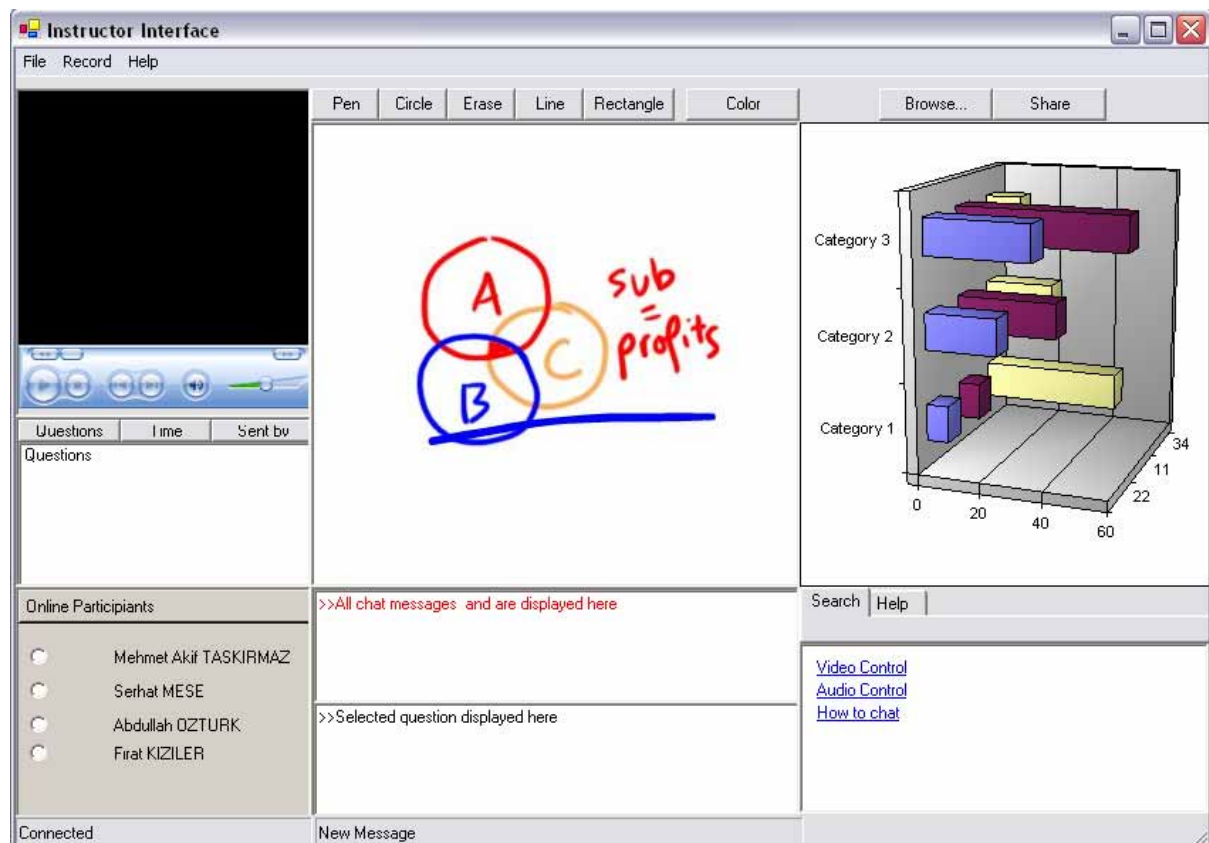 Instructor Interface
File Record Help
Pen Circle Erase Line Rectangle Color Browse... Share
A
B
C
sub
=
profits
Category 3
Category 2
Category 1
0 20 40 60
22
11
34
Questions Time Sent by
Questions
Online Participiants
Mehmet Akif TASKIRMAZ
Serhat MESE
Abdullah OZTURK
Fırat KIZILER
>>All chat messages and are displayed here
>>Selected question displayed here
Search Help
Video Control
Audio Control
How to chat
Connected
New Message